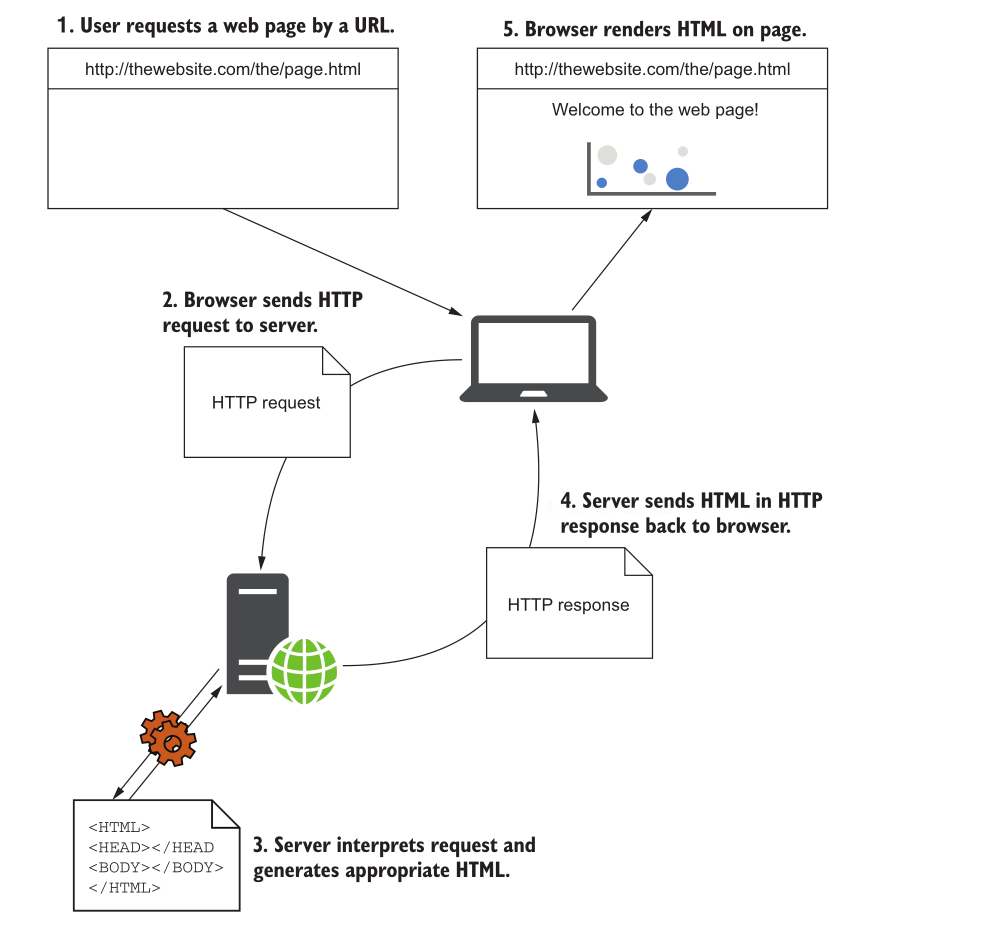 1. User requests a web page by a URL.
http://thewebsite.com/the/page.html
2. Browser sends HTTP
request to server.
HTTP request
<HTML>
<HEAD></HEAD
<BODY></BODY>
</HTML>
3. Server interprets request and
generates appropriate HTML.
4. Server sends HTML in HTTP
response back to browser.
HTTP response
5. Browser renders HTML on page.
http://thewebsite.com/the/page.html
Welcome to the web page!